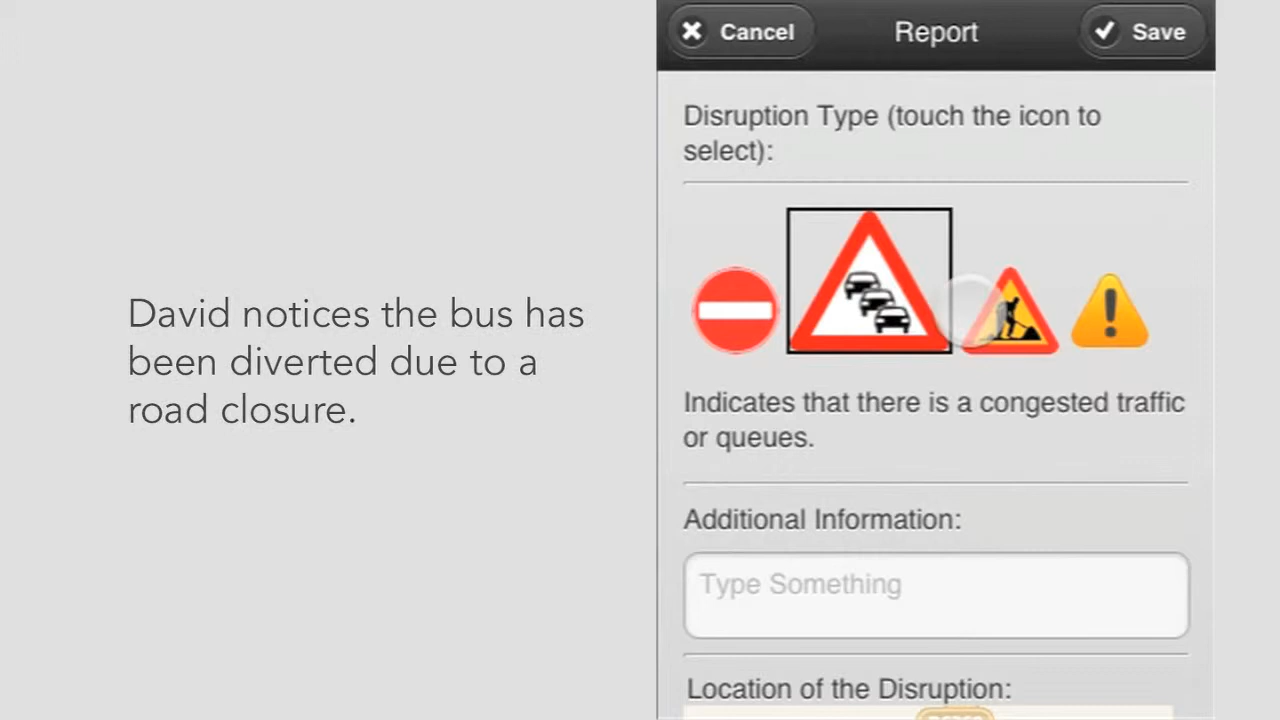 Cancel
Report
Save
Disruption Type (touch the icon to
select):
David notices the bus has
been diverted due to a
road closure.
Indicates that there is a congested traffic
or queues.
Additional Information:
Type Something
Location of the Disruption: